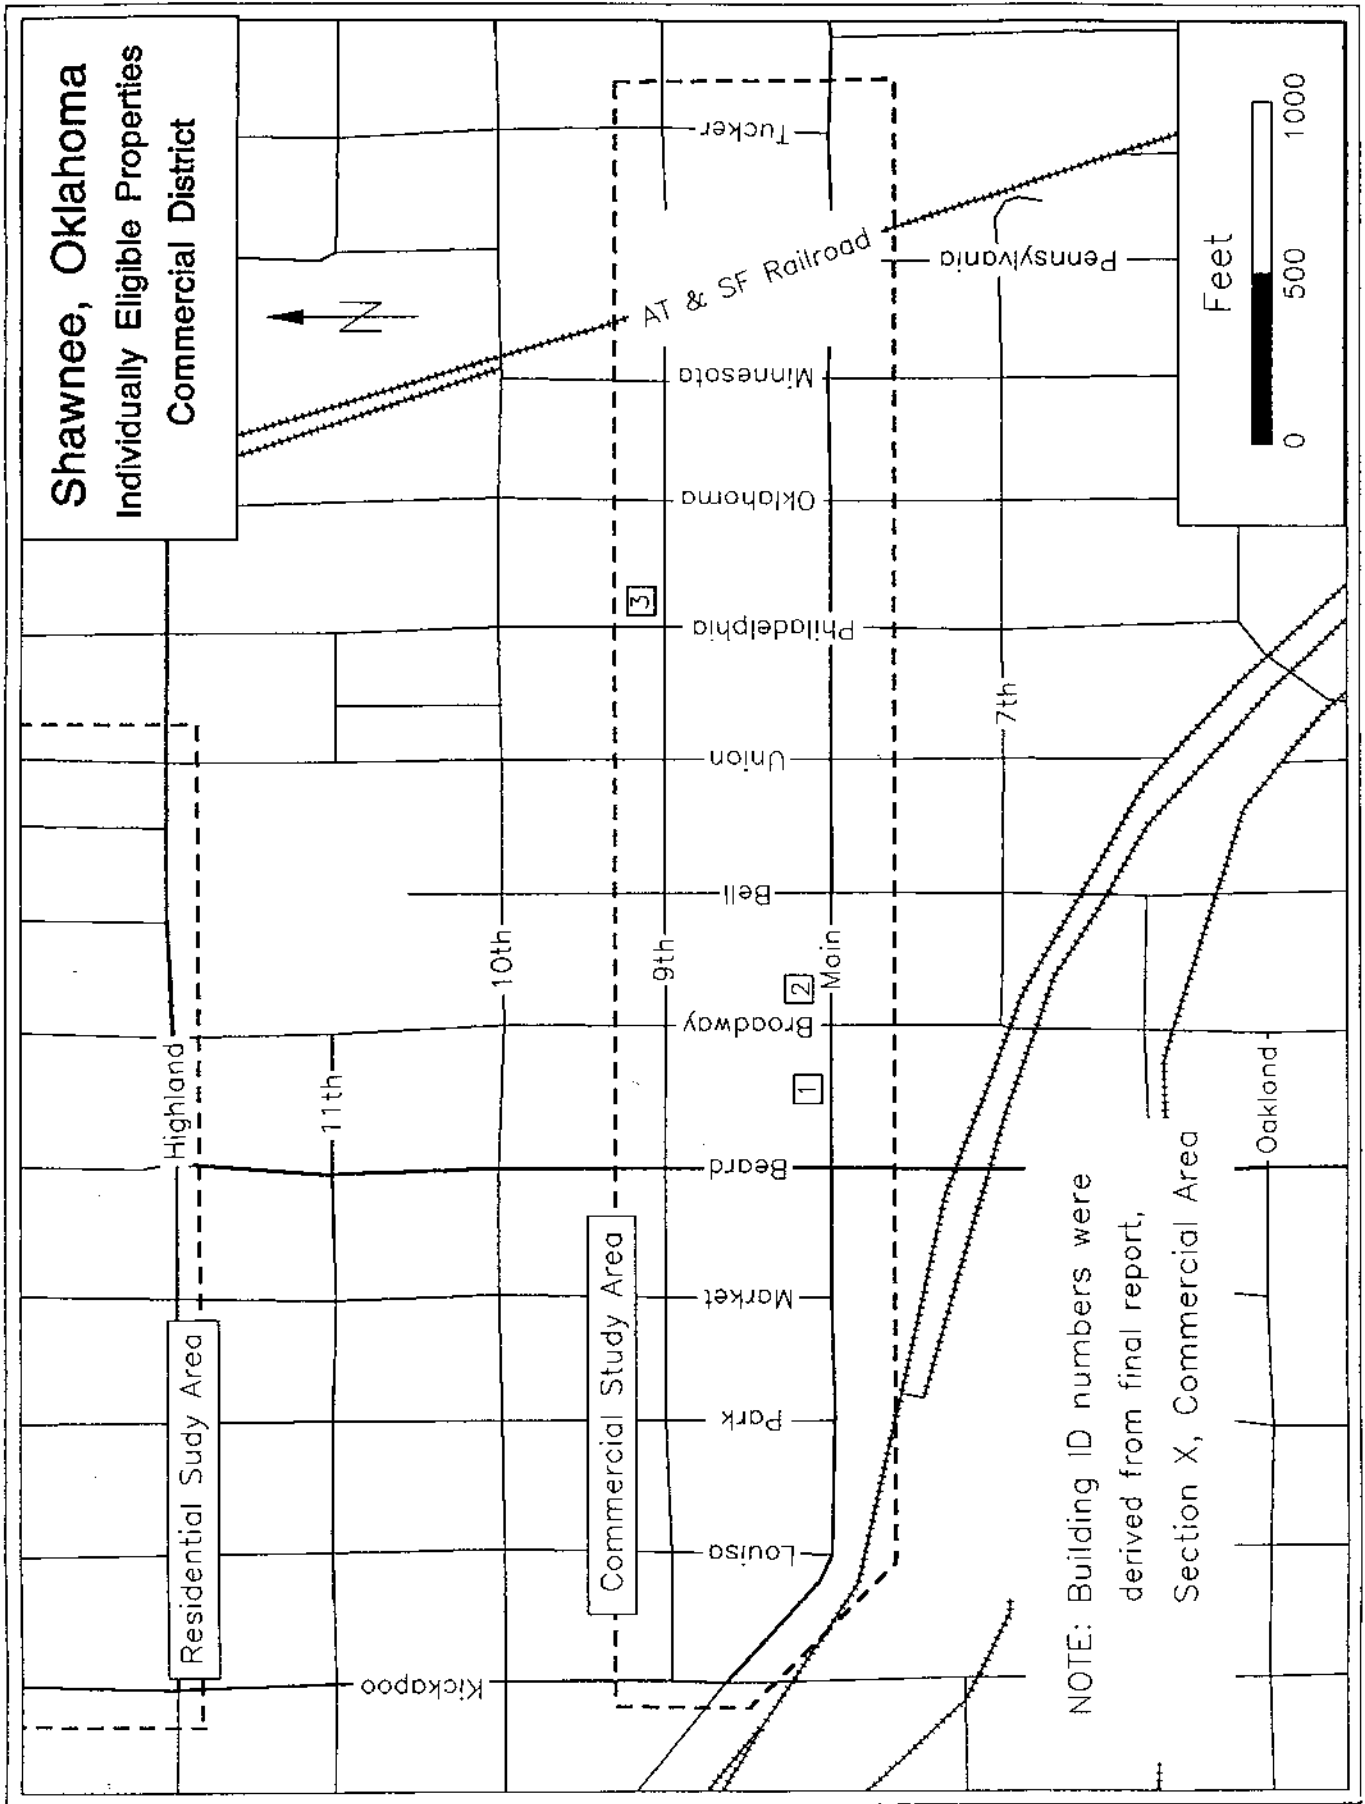 Shawnee, Oklahoma
Individually Eligible Properties
Commercial District
N
Residential Sudy Area
Highland
11th
10th
Commercial Study Area
9th
Main
7th
Oakland
Kickapoo
Louisa
Park
Market
Beard
Broadway
Bell
Union
Philadelphia
Oklahoma
Minnesota
AT & SF Railroad
Pennsylvania
Tucker
1
2
3
NOTE: Building ID numbers were
derived from final report,
Section X, Commercial Area
Feet
0 500 1000